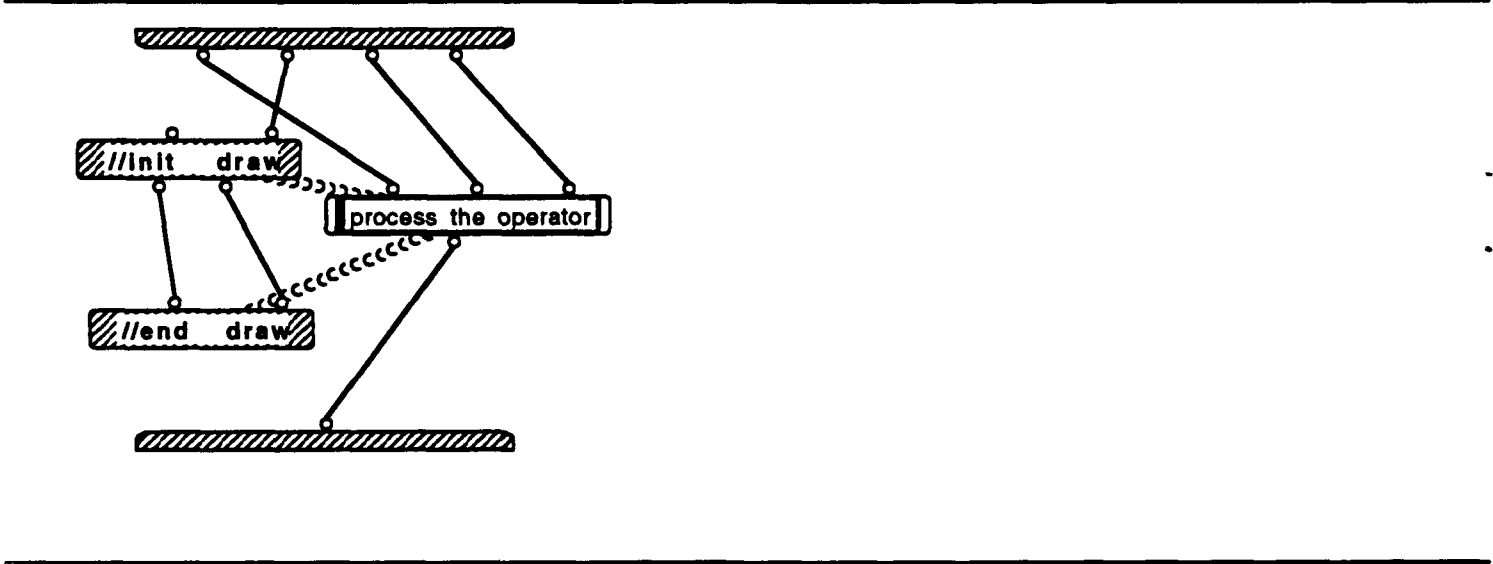 //init draw
process the operator
//end draw